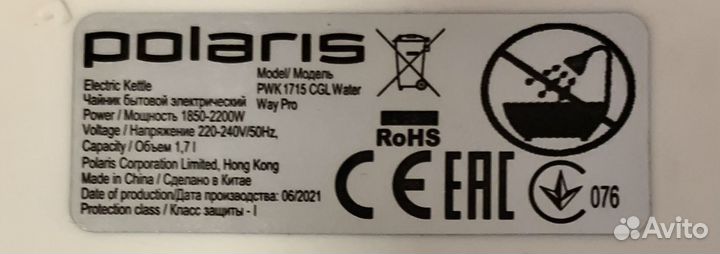 polaris
Electric Kettle
Чайник бытовой электрический
Model/ Модель
PWK 1715 CGL Water
Way Pro
Power / Мощность 1850-2200W
Voltage / Напряжение 220-240V/50Hz,
Capacity / Объем 1,7 l
Polaris Corporation Limited, Hong Kong
Made in China / Сделано в Китае
Date of production/Дата производства: 06/2021
Protection class / Класс защиты - I
RoHS
CE EAC 076
Avito